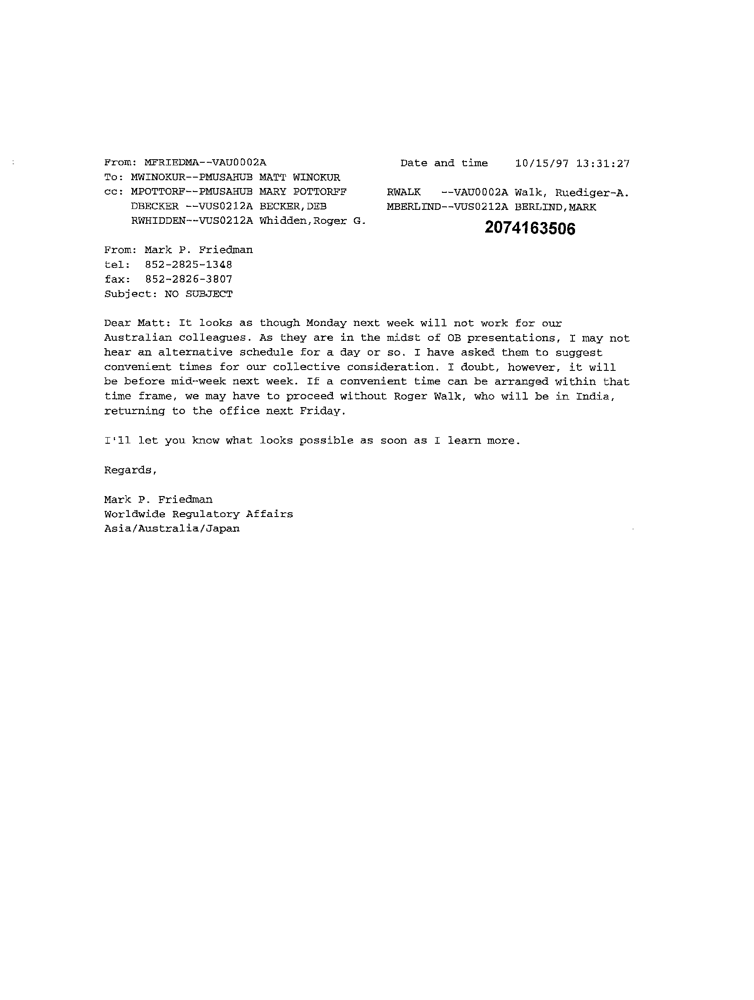 From: MFRIEDMA--VAU0002A Date and time 10/15/97 13:31:27
To: MWINOKUR--PMUSAHUB MATT WINOKUR
cc: MPOTTORF--PMUSAHUB MARY POTTORFF RWALK --VAU0002A Walk, Ruediger-A.
DBECKER --VUS0212A BECKER,DEB MBERLIND--VUS0212A BERLIND,MARK
RWHIDDEN--VUS0212A Whidden,Roger G.
2074163506
From: Mark P. Friedman
tel: 852-2825-1348
fax: 852-2826-3807
Subject: NO SUBJECT
Dear Matt: It looks as though Monday next week will not work for our
Australian colleagues. As they are in the midst of OB presentations, I may not
hear an alternative schedule for a day or so. I have asked them to suggest
convenient times for our collective consideration. I doubt, however, it will
be before mid-week next week. If a convenient time can be arranged within that
time frame, we may have to proceed without Roger Walk, who will be in India,
returning to the office next Friday.
I'll let you know what looks possible as soon as I learn more.
Regards,
Mark P. Friedman
Worldwide Regulatory Affairs
Asia/Australia/Japan